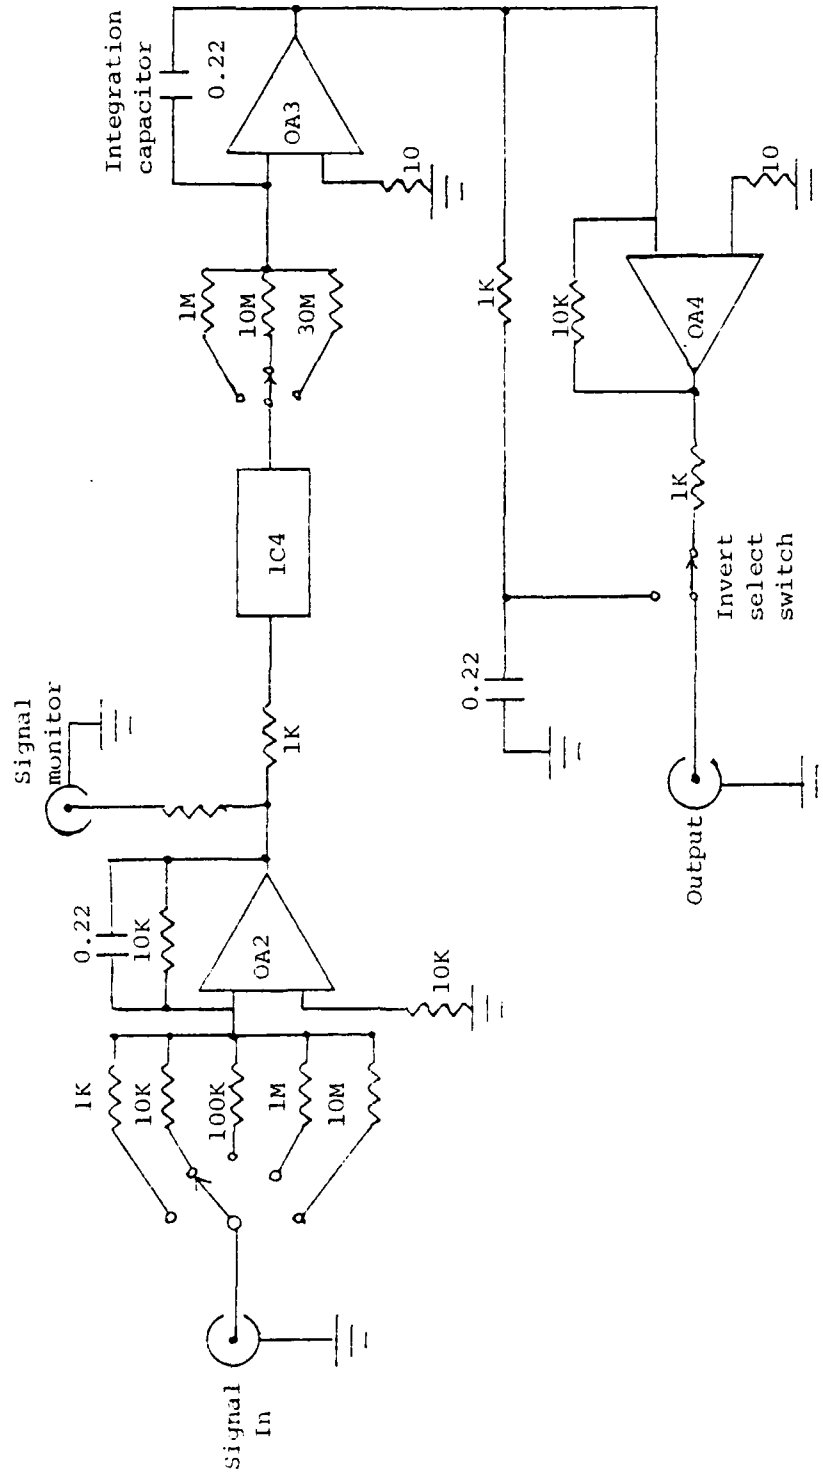 Signal
In
1K
10K
100K
1M
10M
0.22
10K
OA2
10K
Signal
monitor
1K
1C4
1M
10M
30M
Integration
capacitor
0.22
OA3
10
0.22
1K
10K
OA4
10
1K
Invert
select
switch
Output